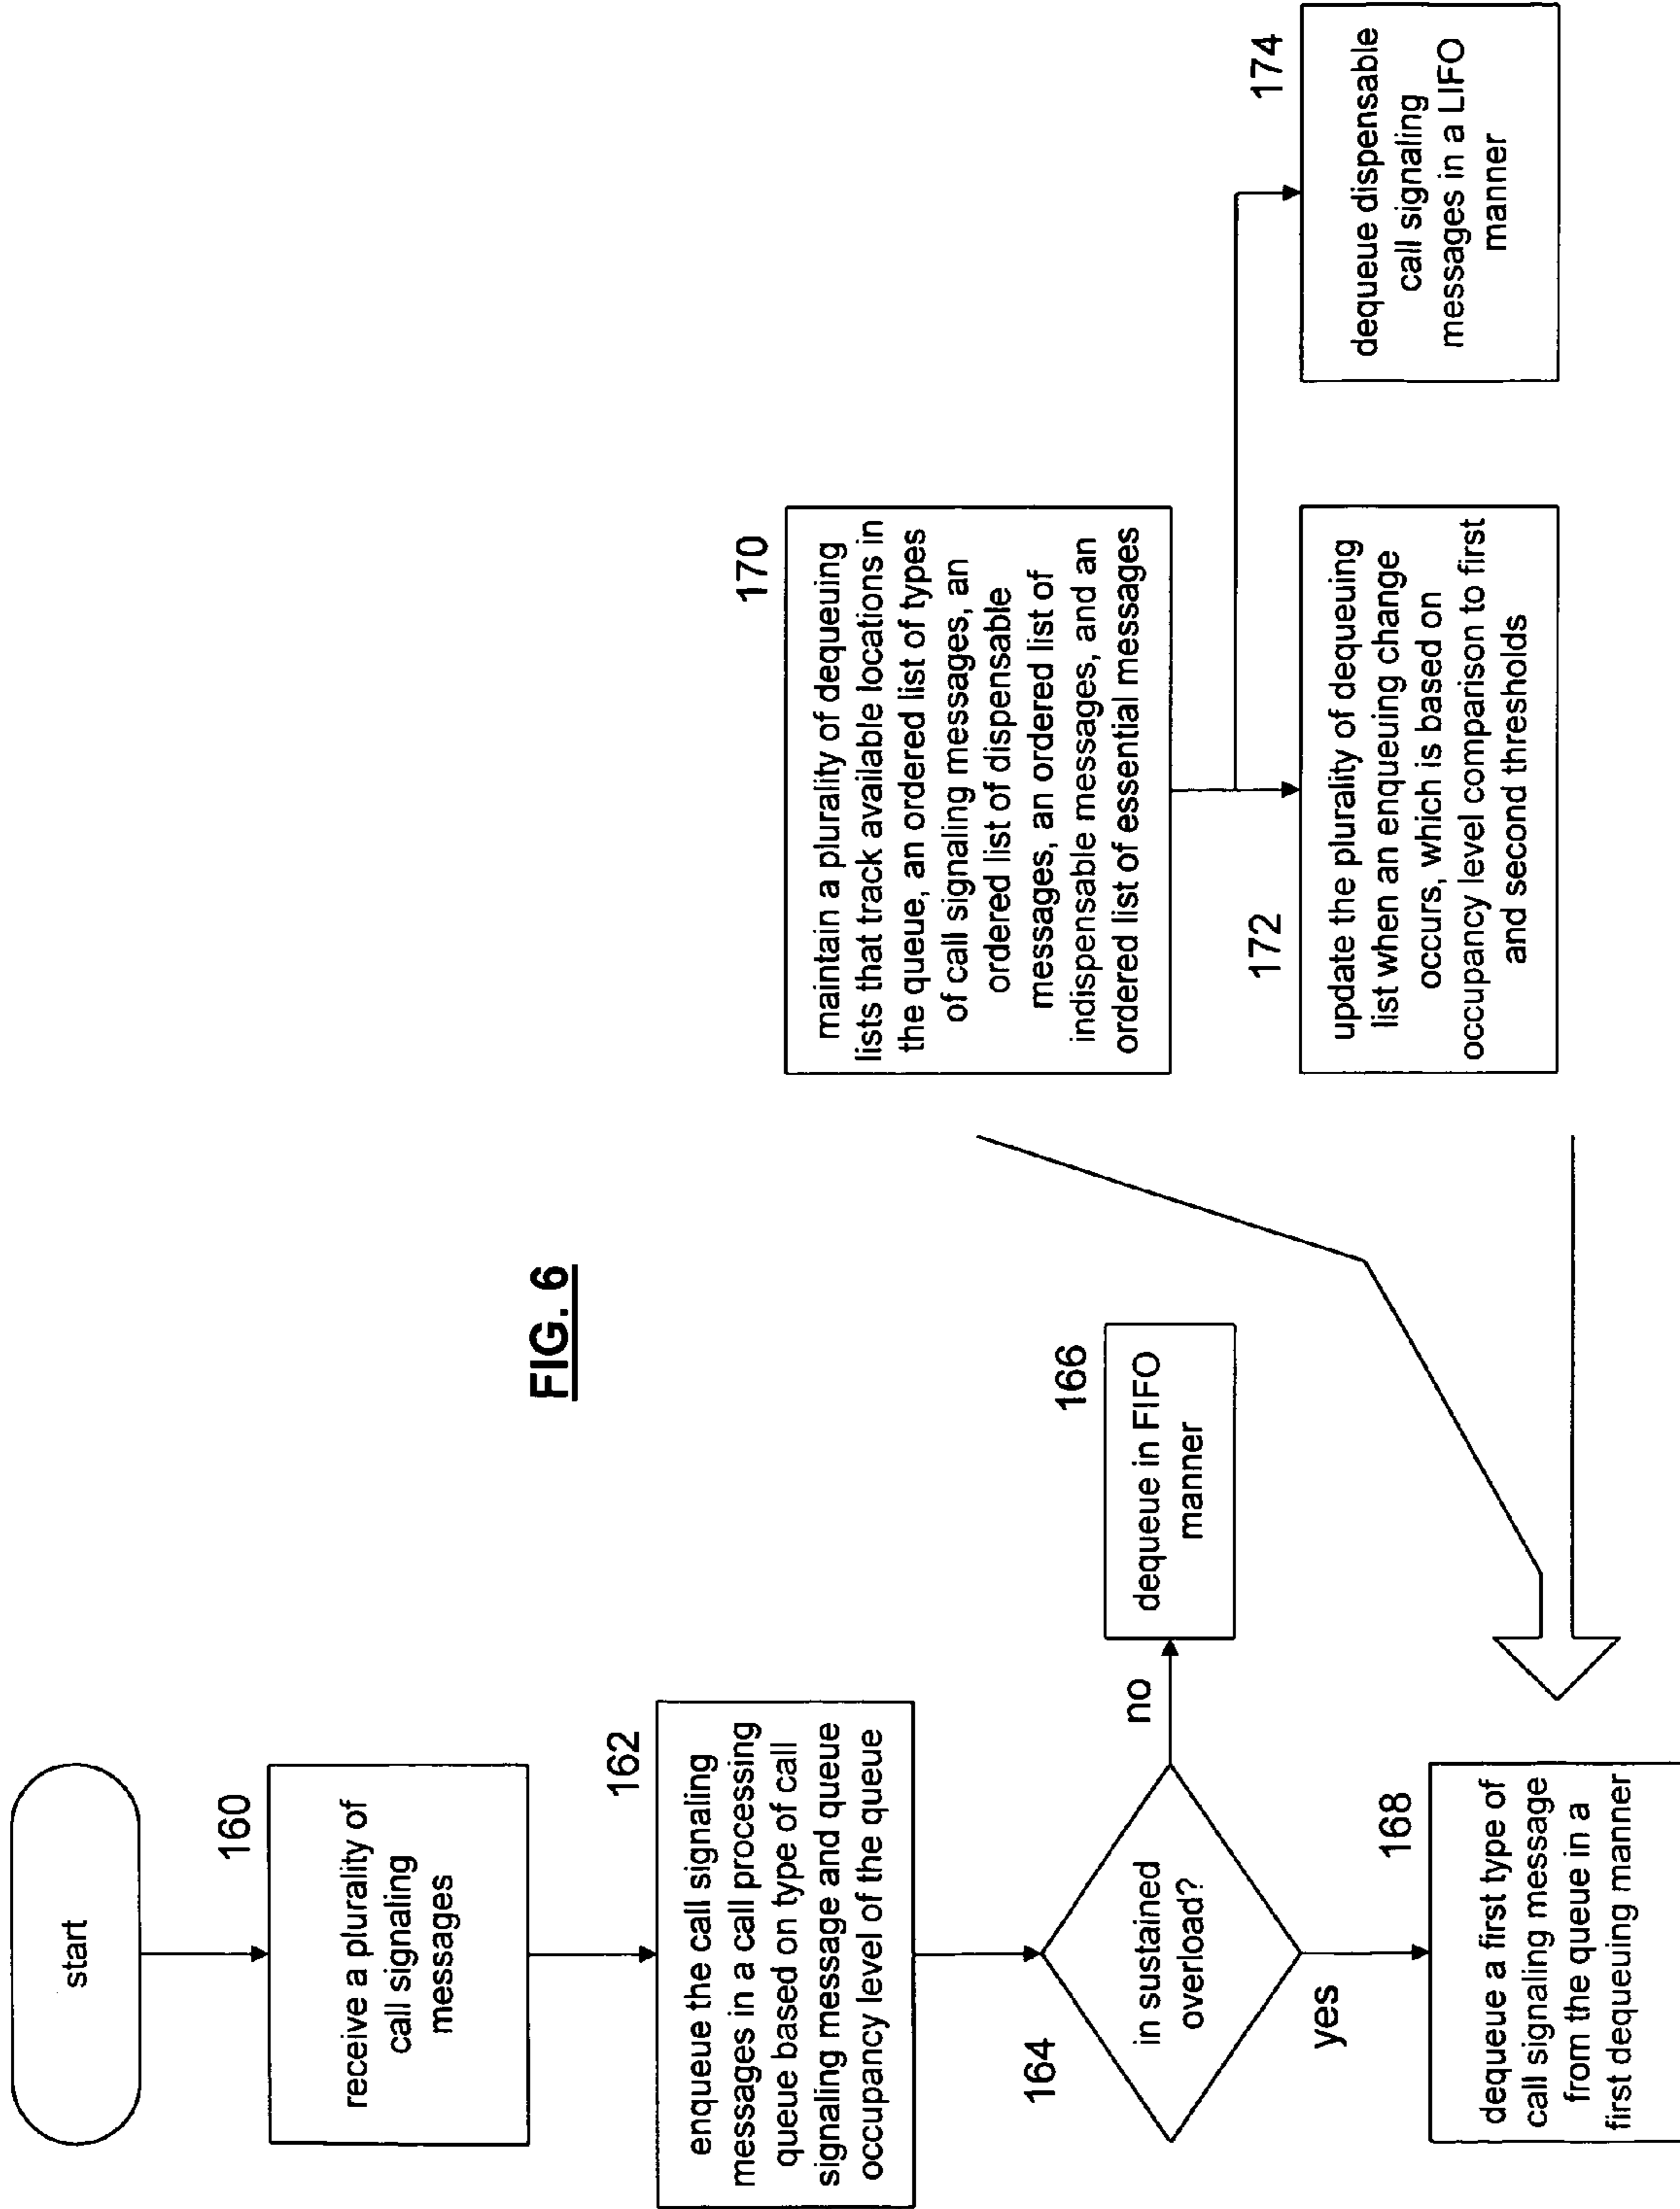 start
160
receive a plurality of
call signaling
messages
162
enqueue the call signaling
messages in a call processing
queue based on type of call
signaling message and queue
occupancy level of the queue
164
in sustained
overload?
no
166
dequeue in FIFO
manner
yes
168
dequeue a first type of
call signaling message
from the queue in a
first dequeuing manner
FIG. 6
170
maintain a plurality of dequeuing
lists that track available locations in
the queue, an ordered list of types
of call signaling messages, an
ordered list of dispensable
messages, an ordered list of
indispensable messages, and an
ordered list of essential messages
172
update the plurality of dequeuing
list when an enqueuing change
occurs, which is based on
occupancy level comparison to first
and second thresholds
174
dequeue dispensable
call signaling
messages in a LIFO
manner